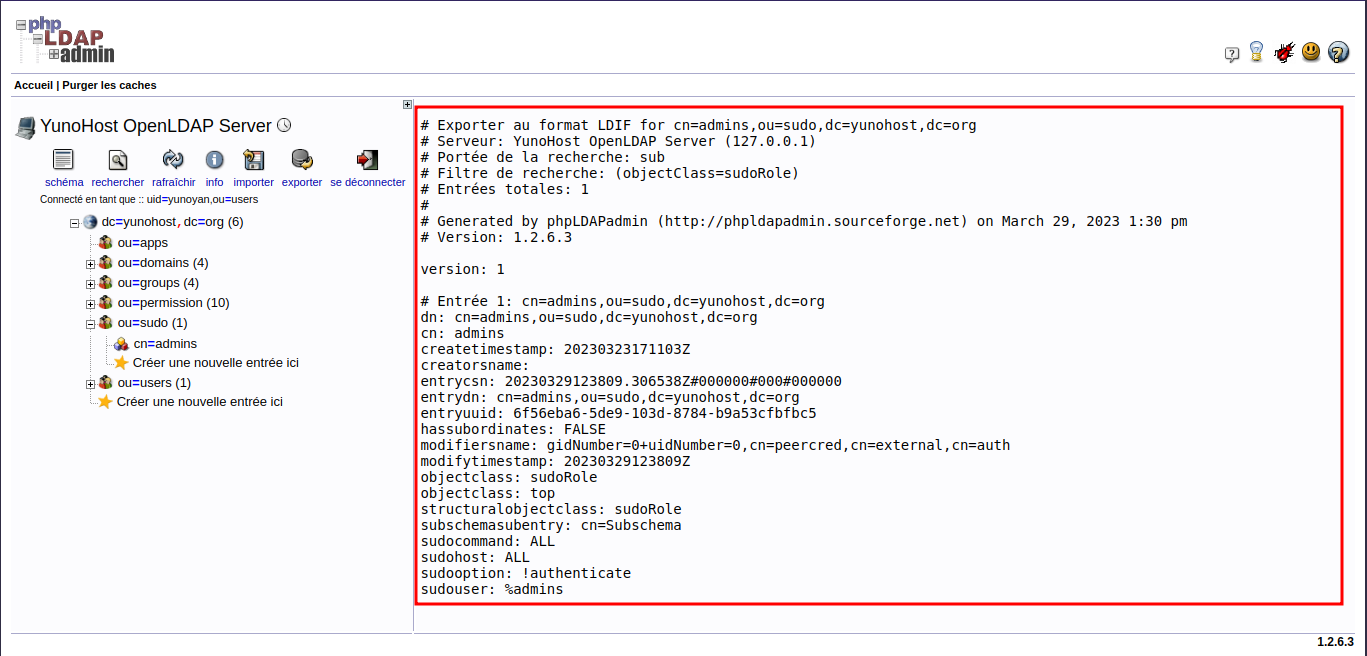 php
LDAP
admin
Accueil | Purger les caches
YunoHost OpenLDAP Server
schéma rechercher rafraîchir info importer exporter se déconnecter
Connecté en tant que :: uid=yunoyan,ou=users
dc=yunohost,dc=org (6)
ou=apps
ou=domains (4)
ou=groups (4)
ou=permission (10)
ou=sudo (1)
cn=admins
Créer une nouvelle entrée ici
ou=users (1)
Créer une nouvelle entrée ici
# Exporter au format LDIF for cn=admins,ou=sudo,dc=yunohost,dc=org
# Serveur: YunoHost OpenLDAP Server (127.0.0.1)
# Portée de la recherche: sub
# Filtre de recherche: (objectClass=sudoRole)
# Entrées totales: 1
#
# Generated by phpLDAPadmin (http://phpldapadmin.sourceforge.net) on March 29, 2023 1:30 pm
# Version: 1.2.6.3
version: 1
# Entrée 1: cn=admins,ou=sudo,dc=yunohost,dc=org
dn: cn=admins,ou=sudo,dc=yunohost,dc=org
cn: admins
createtimestamp: 20230323171103Z
creatorsname:
entrycsn: 20230329123809.306538Z#000000#000#000000
entrydn: cn=admins,ou=sudo,dc=yunohost,dc=org
entryuuid: 6f56eba6-5de9-103d-8784-b9a53cfbfbc5
hassubordinates: FALSE
modifiersname: gidNumber=0+uidNumber=0,cn=peercred,cn=external,cn=auth
modifytimestamp: 20230329123809Z
objectclass: sudoRole
objectclass: top
structuralobjectclass: sudoRole
subschemasubentry: cn=Subschema
sudocommand: ALL
sudohost: ALL
sudooption: !authenticate
sudouser: %admins
1.2.6.3